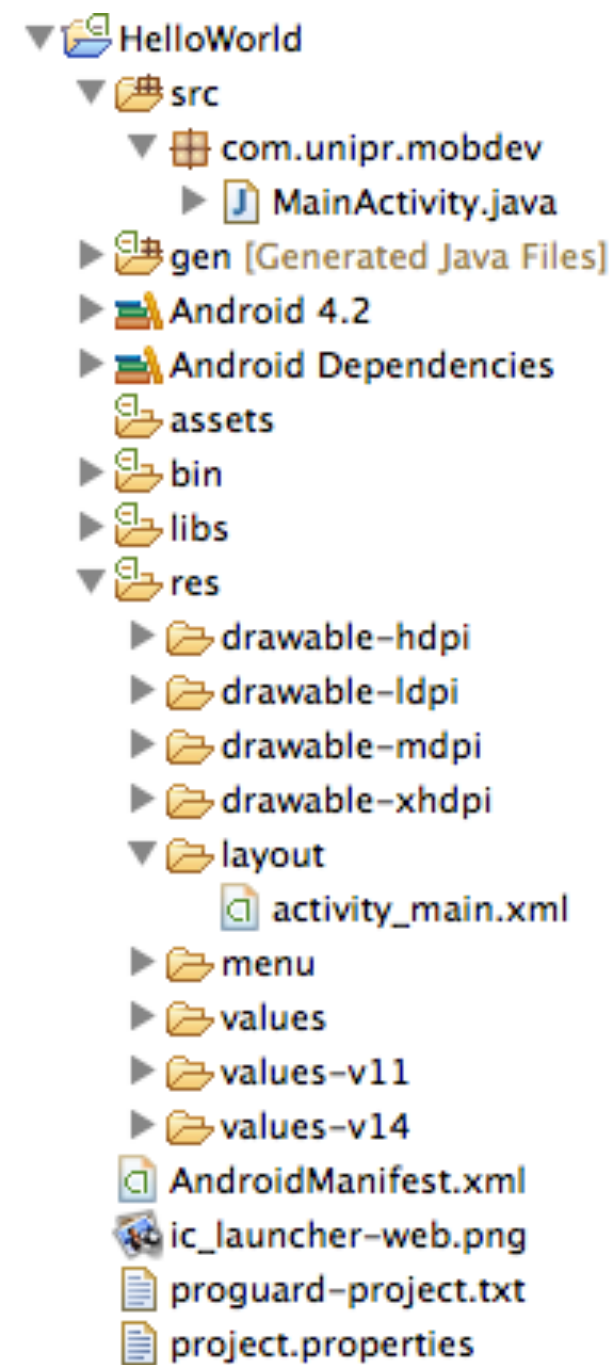 HelloWorld
src
com.unipr.mobdev
MainActivity.java
gen [Generated Java Files]
Android 4.2
Android Dependencies
assets
bin
libs
res
drawable-hdpi
drawable-ldpi
drawable-mdpi
drawable-xhdpi
layout
activity_main.xml
menu
values
values-v11
values-v14
AndroidManifest.xml
ic_launcher-web.png
proguard-project.txt
project.properties